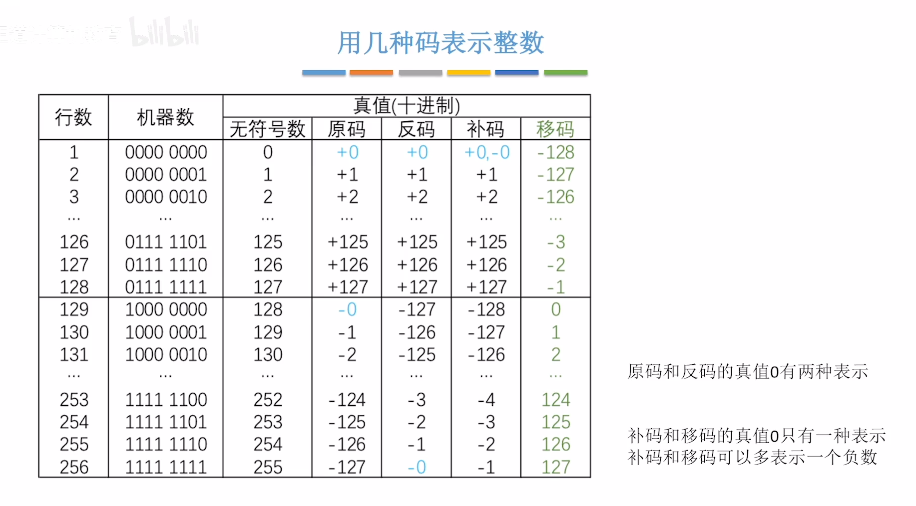 bilibili
用几种码表示整数
行数 机器数 真值(十进制)
无符号数 原码 反码 补码 移码
1 0000 0000 0 +0 +0 +0,-0 -128
2 0000 0001 1 +1 +1 +1 -127
3 0000 0010 2 +2 +2 +2 -126
... ... ... ... ... ... ...
126 0111 1101 125 +125 +125 +125 -3
127 0111 1110 126 +126 +126 +126 -2
128 0111 1111 127 +127 +127 +127 -1
129 1000 0000 128 -0 -127 -128 0
130 1000 0001 129 -1 -126 -127 1
131 1000 0010 130 -2 -125 -126 2
... ... ... ... ... ... ...
253 1111 1100 252 -124 -3 -4 124
254 1111 1101 253 -125 -2 -3 125
255 1111 1110 254 -126 -1 -2 126
256 1111 1111 255 -127 -0 -1 127
原码和反码的真值0有两种表示
补码和移码的真值0只有一种表示
补码和移码可以多表示一个负数